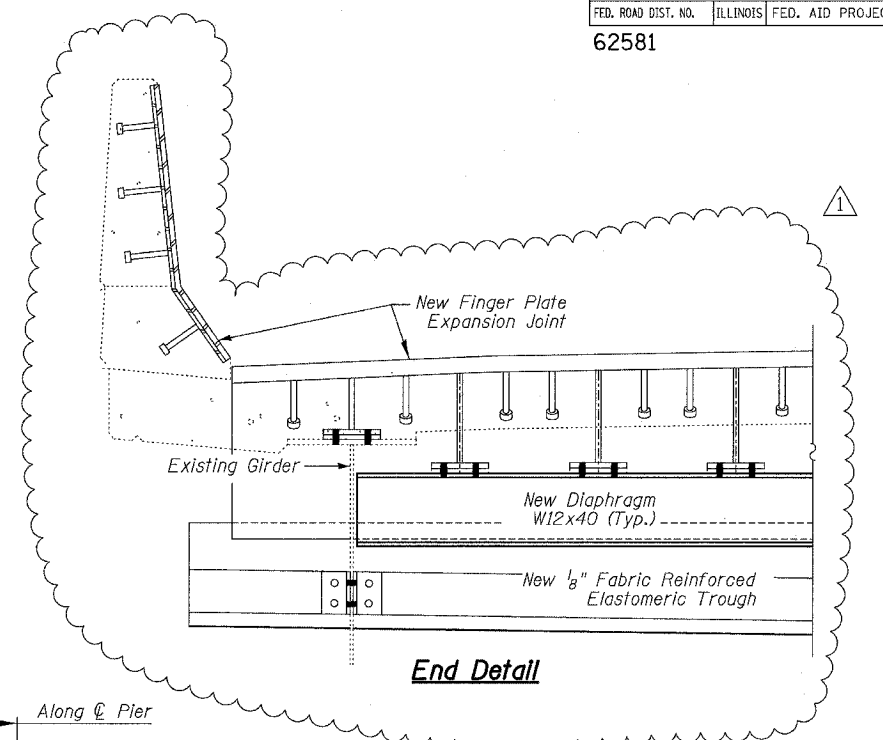 FED. ROAD DIST. NO. ILLINOIS FED. AID PROJEC
62581
1
New Finger Plate
Expansion Joint
Existing Girder
New Diaphragm
W12x40 (Typ.)
New 1/8" Fabric Reinforced
Elastomeric Trough
End Detail
Along ℄ Pier